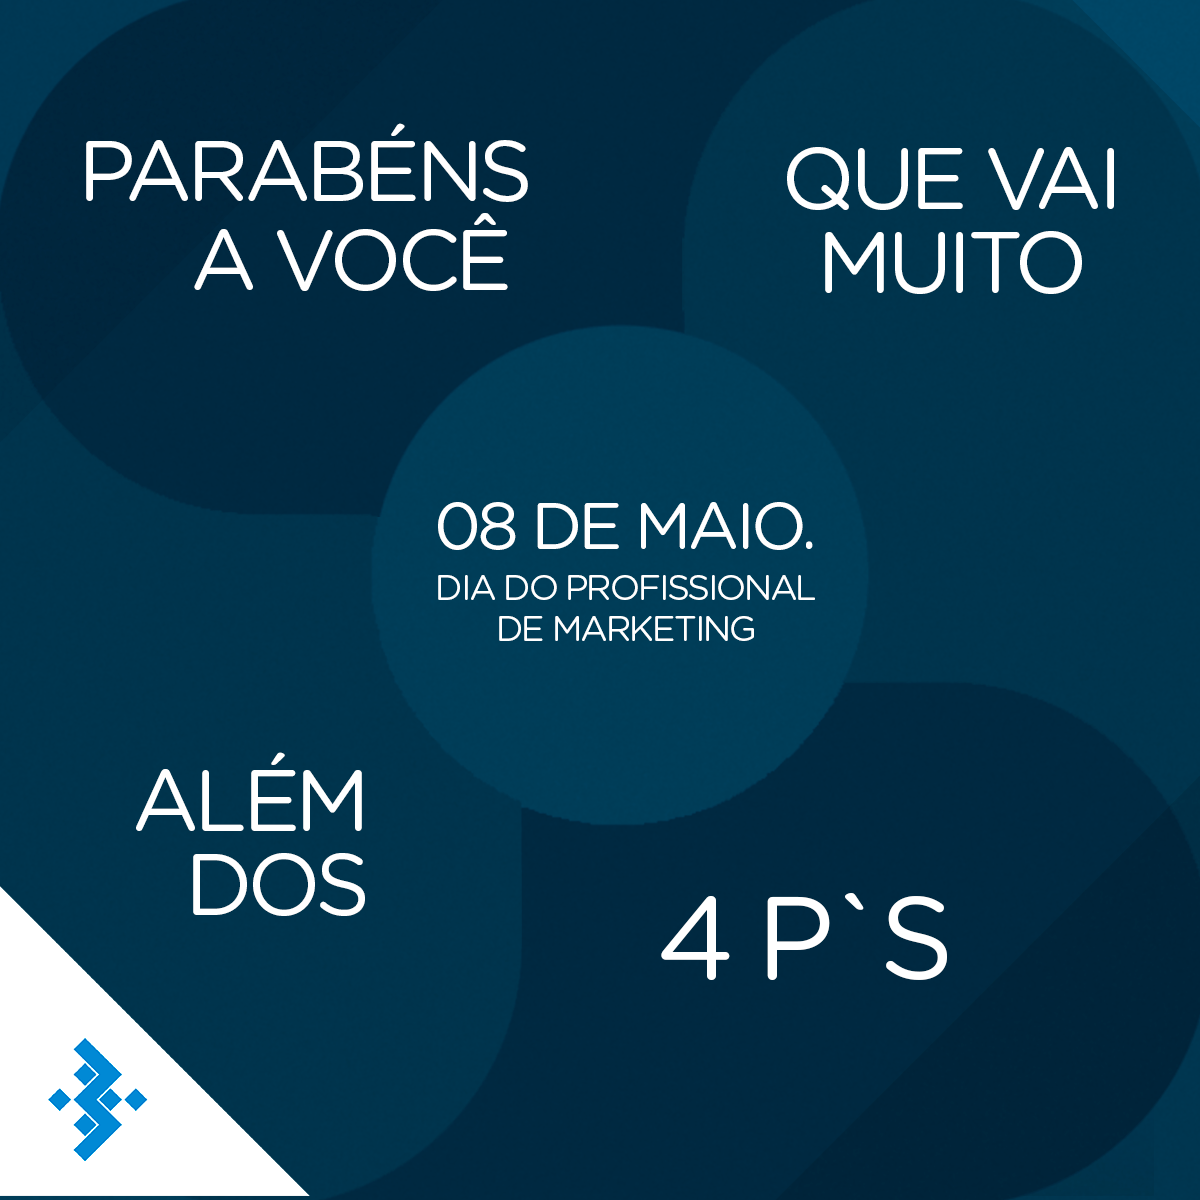 PARABÉNS
A VOCÊ
QUE VAI
MUITO
08 DE MAIO.
DIA DO PROFISSIONAL
DE MARKETING
ALÉM
DOS
4 P`S